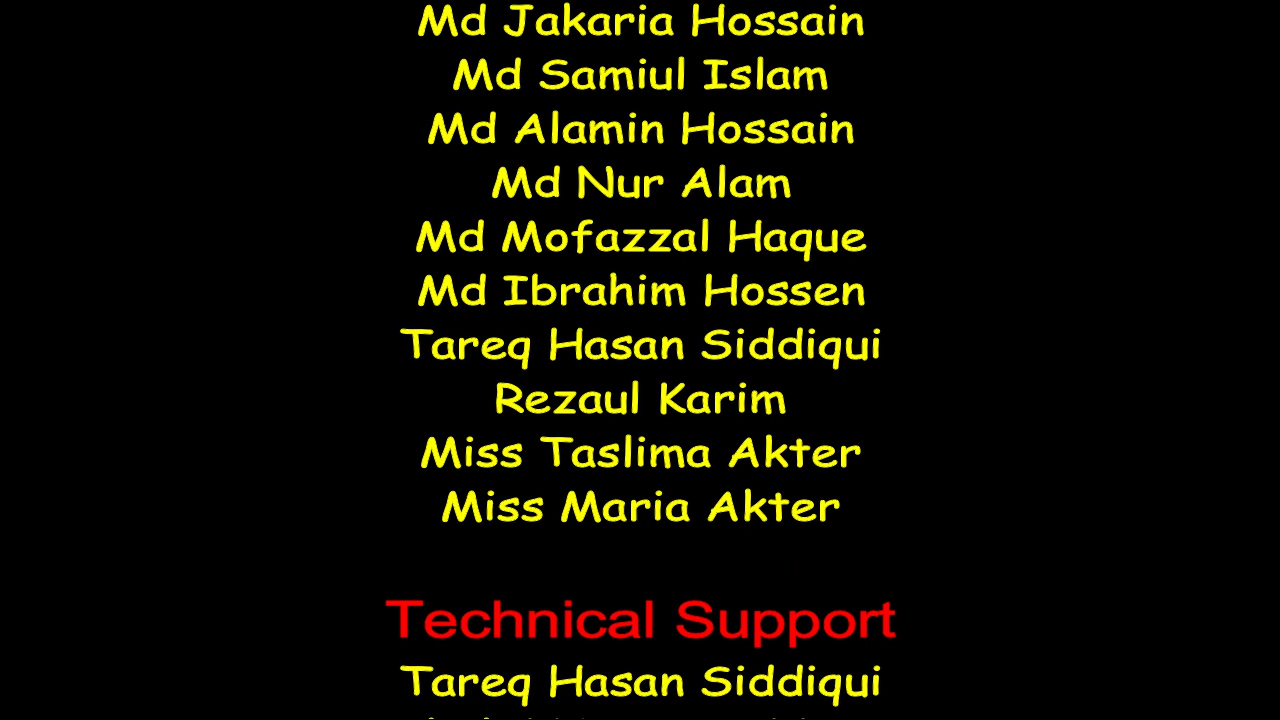 Md Jakaria Hossain
Md Samiul Islam
Md Alamin Hossain
Md Nur Alam
Md Mofazzal Haque
Md Ibrahim Hossen
Tareq Hasan Siddiqui
Rezaul Karim
Miss Taslima Akter
Miss Maria Akter
Technical Support
Tareq Hasan Siddiqui